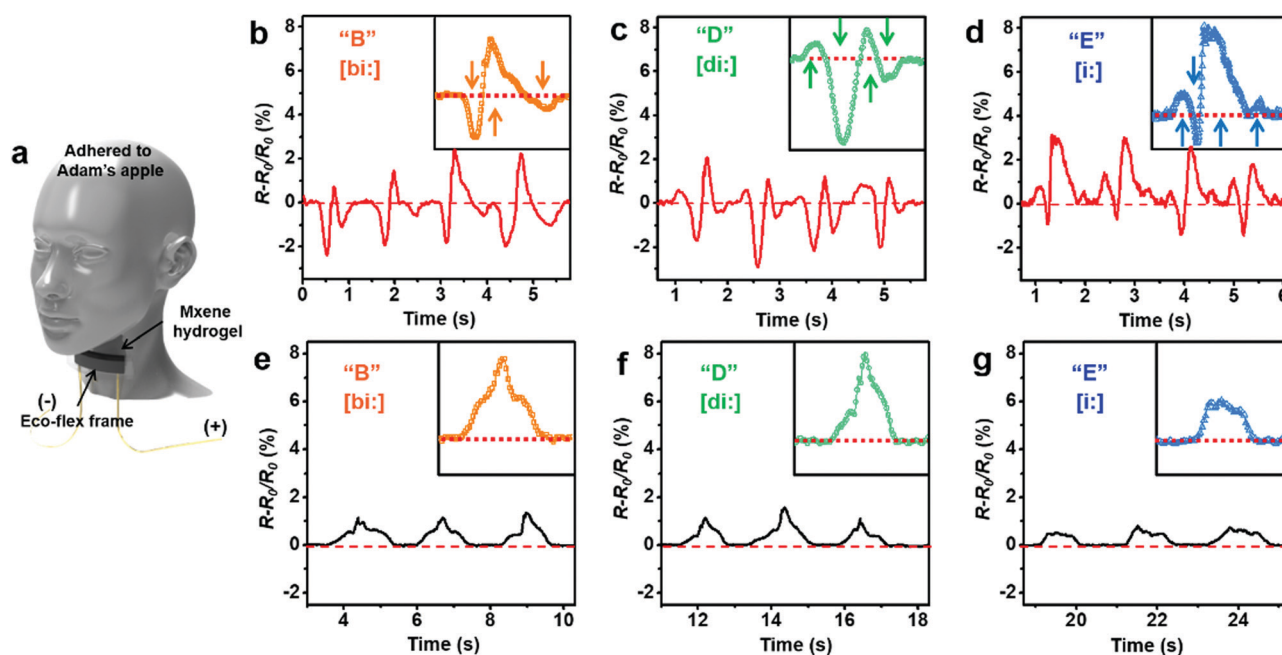 a
Adhered to
Adam's apple
Mxene
hydrogel
(-)
Eco-flex frame
(+)
b
"B"
[bi:]
R-R0/R0 (%)
8
6
4
2
0
-2
0 1 2 3 4 5
Time (s)
c
"D"
[di:]
R-R0/R0 (%)
8
6
4
2
0
-2
1 2 3 4 5
Time (s)
d
"E"
[i:]
R-R0/R0 (%)
8
6
4
2
0
-2
1 2 3 4 5 6
Time (s)
e
"B"
[bi:]
R-R0/R0 (%)
8
6
4
2
0
-2
4 6 8 10
Time (s)
f
"D"
[di:]
R-R0/R0 (%)
8
6
4
2
0
-2
12 14 16 18
Time (s)
g
"E"
[i:]
R-R0/R0 (%)
8
6
4
2
0
-2
20 22 24
Time (s)